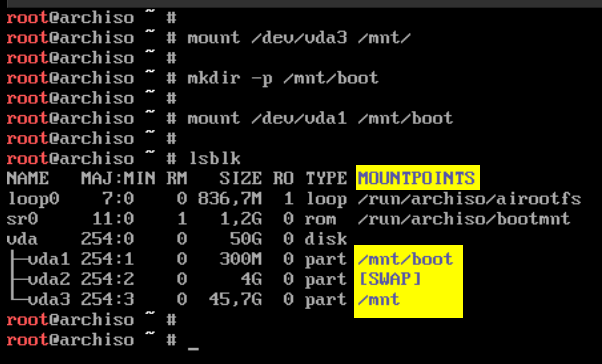 root@archiso ~ #
root@archiso ~ # mount /dev/vda3 /mnt/
root@archiso ~ #
root@archiso ~ # mkdir -p /mnt/boot
root@archiso ~ #
root@archiso ~ # mount /dev/vda1 /mnt/boot
root@archiso ~ #
root@archiso ~ # lsblk
NAME   MAJ:MIN RM   SIZE RO TYPE MOUNTPOINTS
loop0    7:0    0 836,7M  1 loop /run/archiso/airootfs
sr0     11:0    1   1,2G  0 rom  /run/archiso/bootmnt
vda    254:0    0    50G  0 disk
├─vda1 254:1    0   300M  0 part /mnt/boot
├─vda2 254:2    0     4G  0 part [SWAP]
└─vda3 254:3    0  45,7G  0 part /mnt
root@archiso ~ #
root@archiso ~ # _